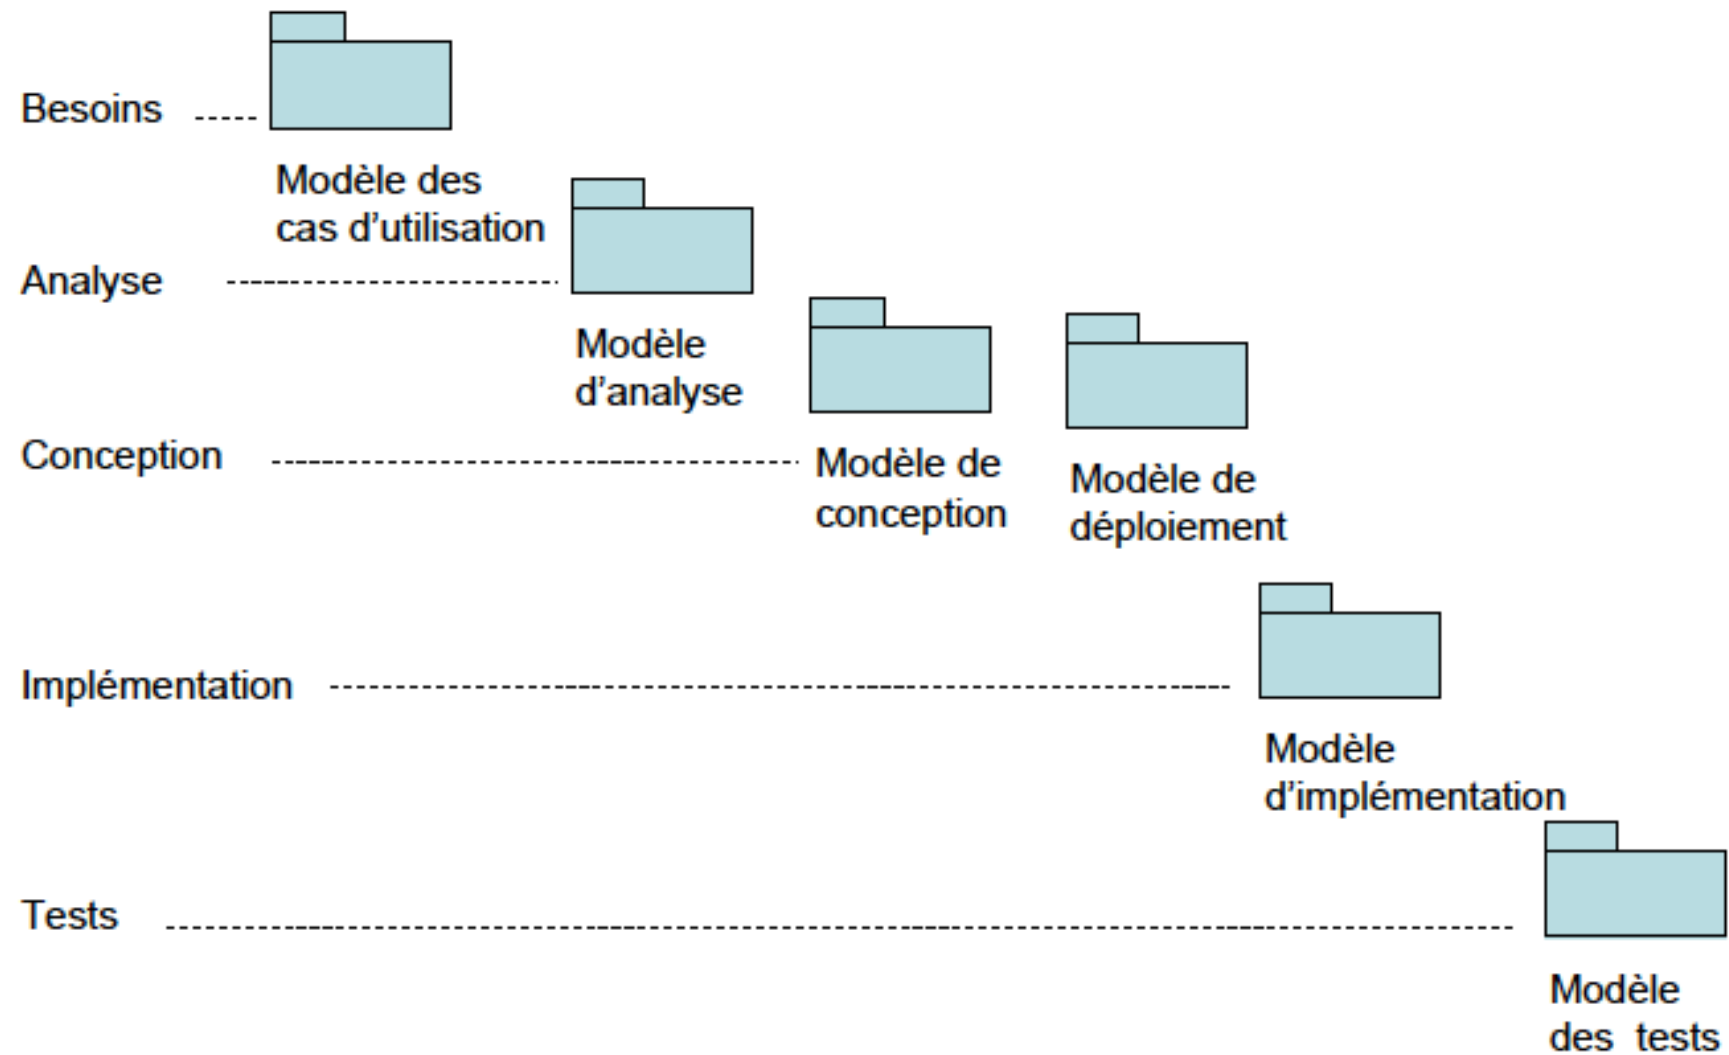 Besoins
Modèle des
cas d'utilisation
Analyse
Modèle
d'analyse
Conception
Modèle de
conception
Modèle de
déploiement
Implémentation
Modèle
d'implémentation
Tests
Modèle
des tests